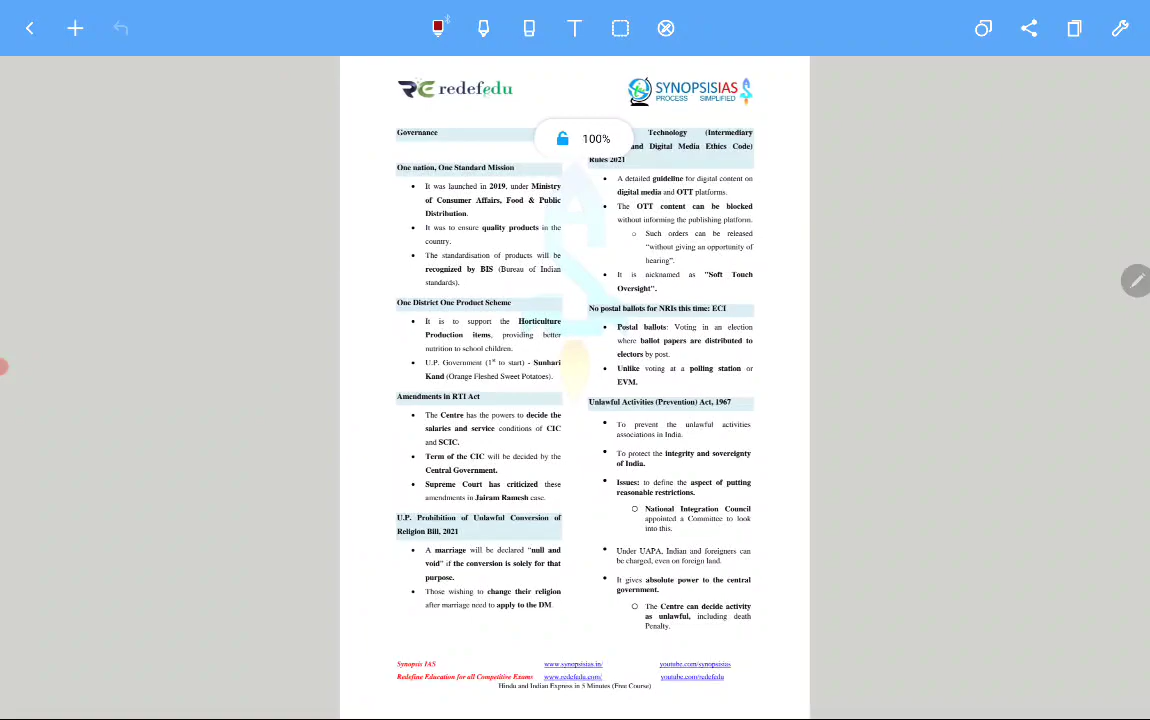 redefedu
SYNOPSISIAS
PROCESS SIMPLIFIED
100%
Governance
One nation, One Standard Mission
• It was launched in 2019, under Ministry
of Consumer Affairs, Food & Public
Distribution.
• It was to ensure quality products in the
country.
• The standardisation of products will be
recognized by BIS (Bureau of Indian
standards).
One District One Product Scheme
• It is to support the Horticulture
Production items, providing better
nutrition to school children.
• U.P. Government (1st to start) - Sunhari
Kand (Orange Fleshed Sweet Potatoes).
Amendments in RTI Act
• The Centre has the powers to decide the
salaries and service conditions of CIC
and SCIC.
• Term of the CIC will be decided by the
Central Government.
• Supreme Court has criticized these
amendments in Jairam Ramesh case.
U.P. Prohibition of Unlawful Conversion of
Religion Bill, 2021
• A marriage will be declared "null and
void" if the conversion is solely for that
purpose.
• Those wishing to change their religion
after marriage need to apply to the DM.
Technology (Intermediary
and Digital Media Ethics Code)
Rules 2021
• A detailed guideline for digital content on
digital media and OTT platforms.
• The OTT content can be blocked
without informing the publishing platform.
o Such orders can be released
"without giving an opportunity of
hearing".
• It is nicknamed as "Soft Touch
Oversight".
No postal ballots for NRIs this time: ECI
• Postal ballots: Voting in an election
where ballot papers are distributed to
electors by post.
• Unlike voting at a polling station or
EVM.
Unlawful Activities (Prevention) Act, 1967
• To prevent the unlawful activities
associations in India.
• To protect the integrity and sovereignty
of India.
• Issues: to define the aspect of putting
reasonable restrictions.
o National Integration Council
appointed a Committee to look
into this.
• Under UAPA, Indian and foreigners can
be charged, even on foreign land.
• It gives absolute power to the central
government.
o The Centre can decide activity
as unlawful, including death
Penalty.
Synopsis IAS www.synopsisias.in/ youtube.com/synopsisias
Redefine Education for all Competitive Exams www.redefedu.com/ youtube.com/redefedu
Hindu and Indian Express in 5 Minutes (Free Course)